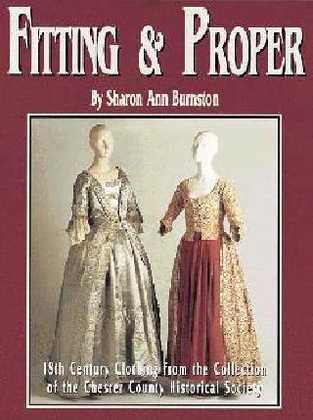 FITTING & PROPER
By Sharon Ann Burnston
18th Century Clothing from the Collection
of the Chester County Historical Society